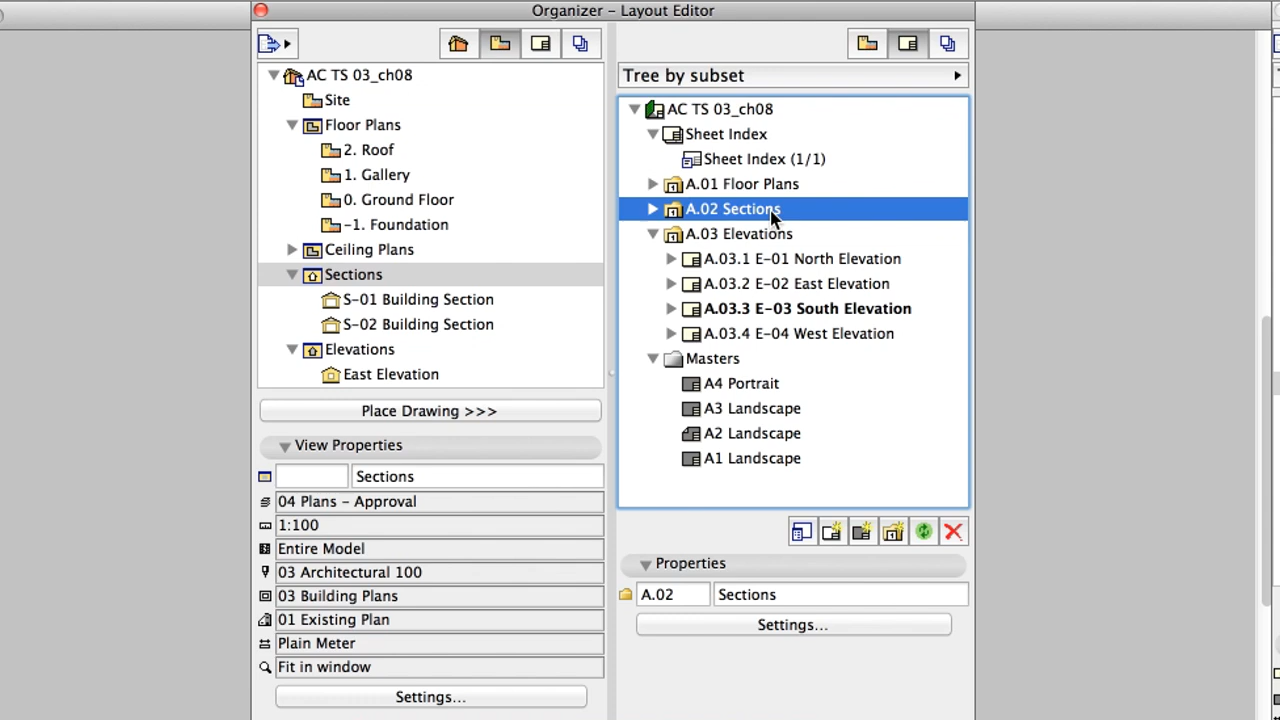 Organizer - Layout Editor
AC TS 03_ch08
Site
Floor Plans
2. Roof
1. Gallery
0. Ground Floor
-1. Foundation
Ceiling Plans
Sections
S-01 Building Section
S-02 Building Section
Elevations
East Elevation
Place Drawing >>>
View Properties
Sections
04 Plans - Approval
1:100
Entire Model
03 Architectural 100
03 Building Plans
01 Existing Plan
Plain Meter
Fit in window
Settings...
Tree by subset
AC TS 03_ch08
Sheet Index
Sheet Index (1/1)
A.01 Floor Plans
A.02 Sections
A.03 Elevations
A.03.1 E-01 North Elevation
A.03.2 E-02 East Elevation
A.03.3 E-03 South Elevation
A.03.4 E-04 West Elevation
Masters
A4 Portrait
A3 Landscape
A2 Landscape
A1 Landscape
Properties
A.02 Sections
Settings...